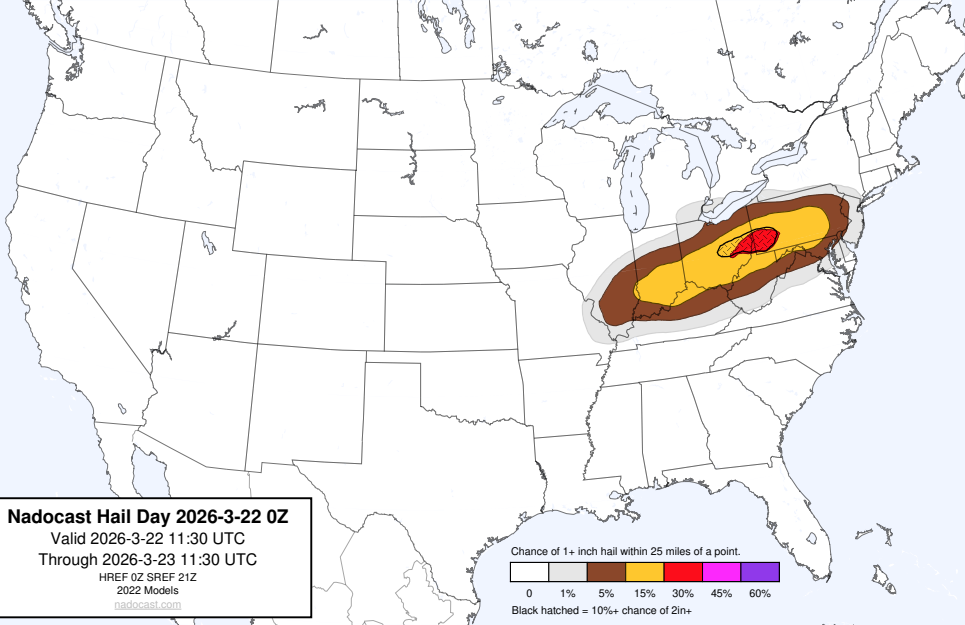 Nadocast Hail Day 2026-3-22 0Z
Valid 2026-3-22 11:30 UTC
Through 2026-3-23 11:30 UTC
HREF 0Z SREF 21Z
2022 Models
nadocast.com
Chance of 1+ inch hail within 25 miles of a point.
0 1% 5% 15% 30% 45% 60%
Black hatched = 10%+ chance of 2in+